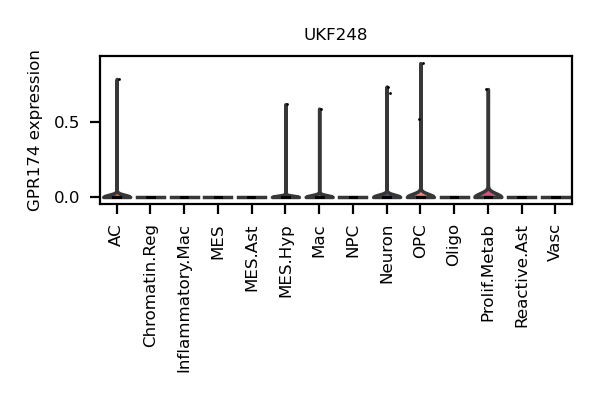 UKF248
GPR174 expression
0.5
0.0
AC
Chromatin.Reg
Inflammatory.Mac
MES
MES.Ast
MES.Hyp
Mac
NPC
Neuron
OPC
Oligo
Prolif.Metab
Reactive.Ast
Vasc